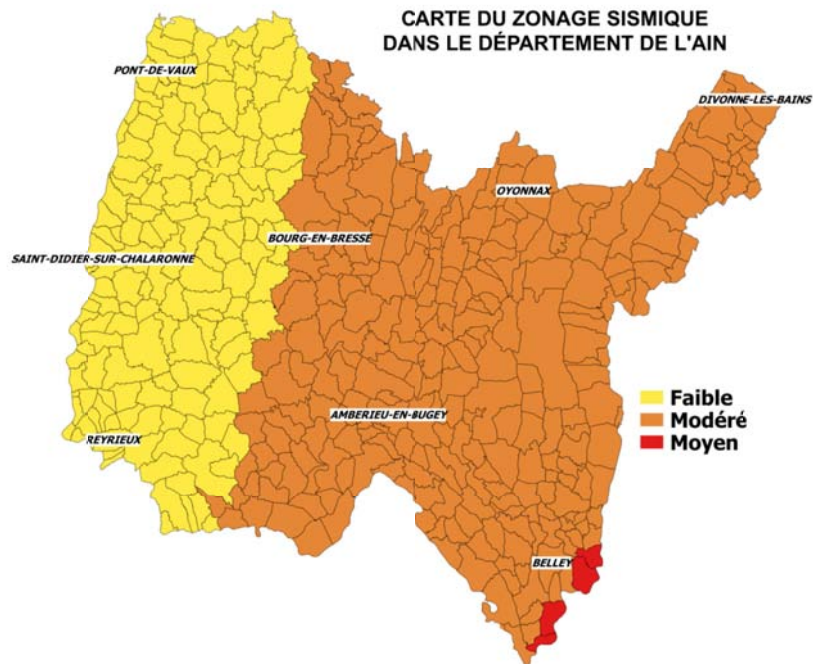 CARTE DU ZONAGE SISMIQUE
DANS LE DÉPARTEMENT DE L'AIN
PONT-DE-VAUX
DIVONNE-LES-BAINS
OYONNAX
BOURG-EN-BRESSE
SAINT-DIDIER-SUR-CHALARONNE
Faible
Modéré
Moyen
AMBERIEU-EN-BUGEY
REYRIEUX
BELLEY